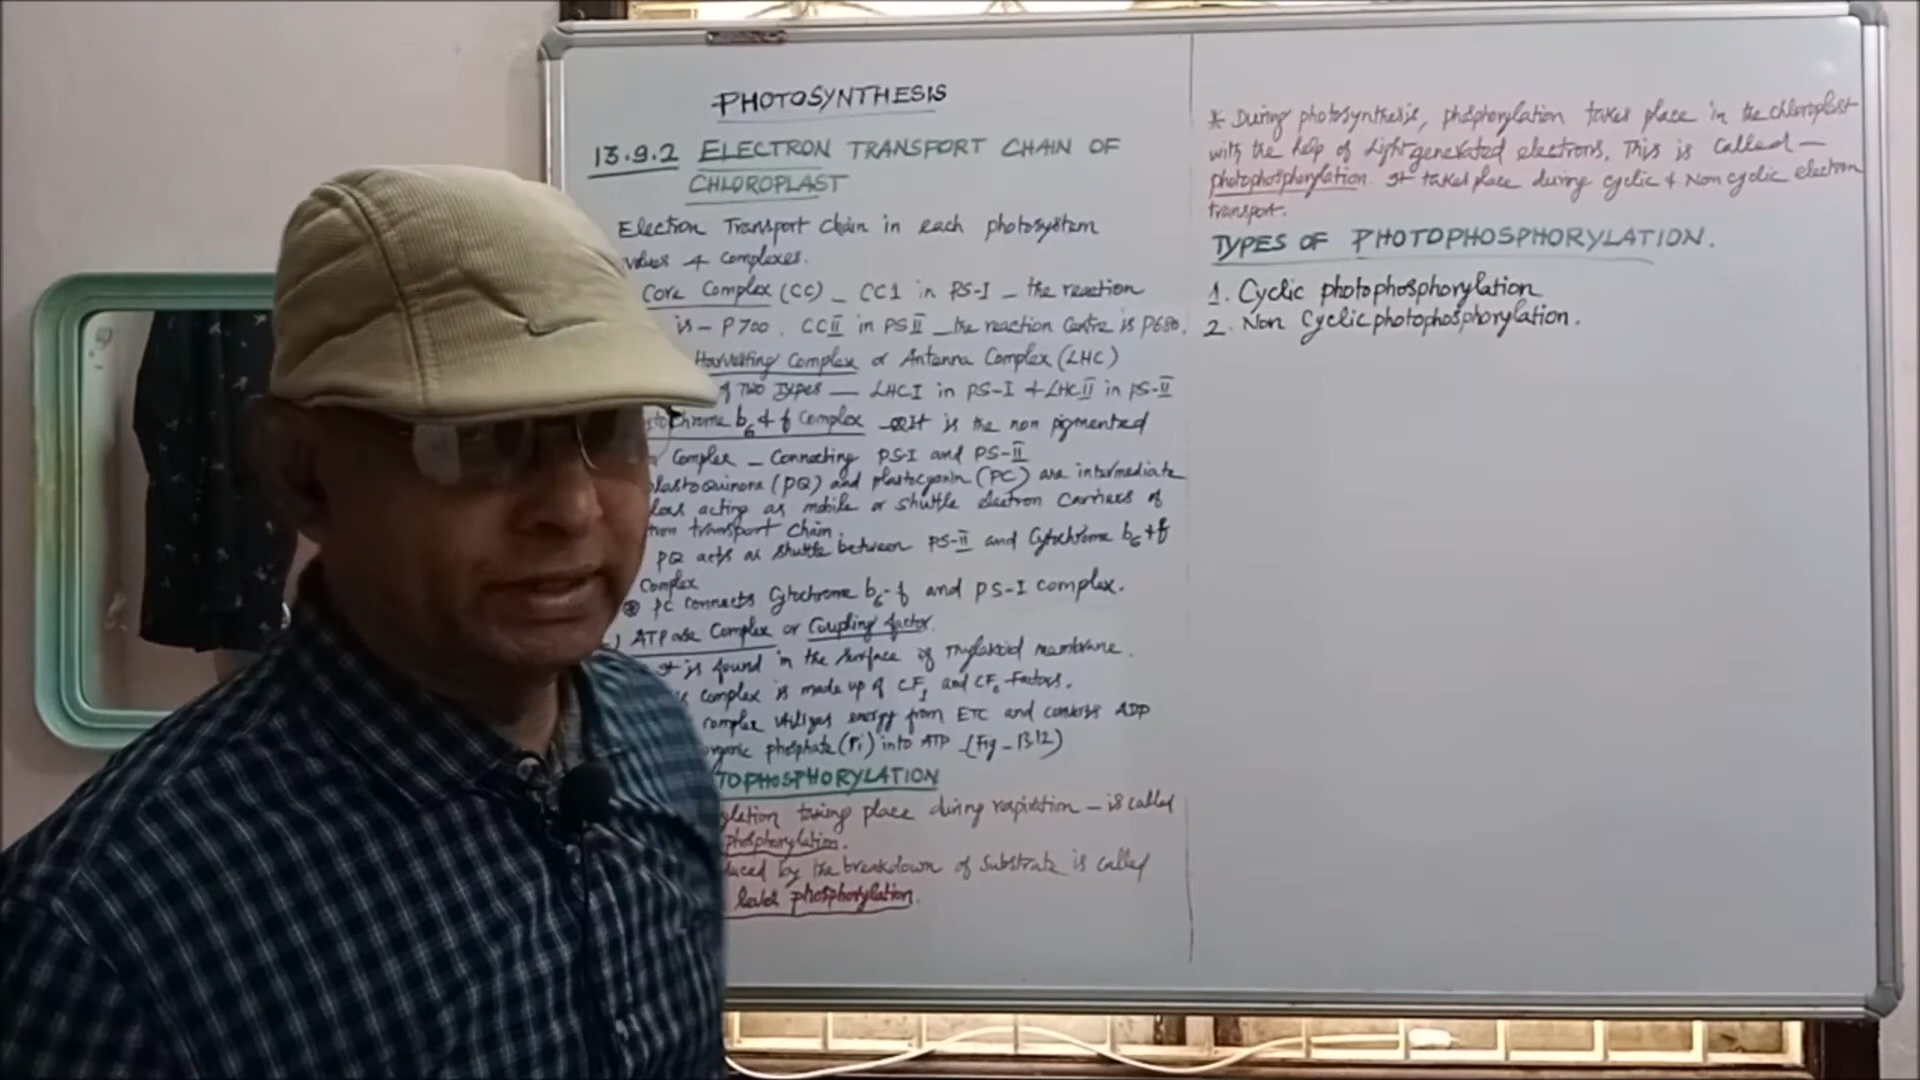 PHOTOSYNTHESIS
13.9.2 ELECTRON TRANSPORT CHAIN OF
CHLOROPLAST
Electron Transport Chain in each photosystem
4 Complexes.
Core Complex (CC) - CC1 in PS-I - the reaction
is - P700. CCII in PSII - the reaction Centre is P680.
Harvesting Complex or Antenna Complex (LHC)
of Two Types - LHCI in PS-I + LHCII in PS-II
b6 & f Complex - It is the non pigmented
Complex - Connecting PS-I and PS-II
(PQ) and plastocyanin (PC) are intermediate
acting as mobile or shuttle electron Carriers of
transport chain.
PQ acts as shuttle between PS-II and Cytochrome b6 + f
Complex
PC connects Cytochrome b6-f and PS-I complex.
ATPase Complex or Coupling factor.
It is found in the surface of Thylakoid membrane.
complex is made up of CF1 and CF0 Factors.
complex utilizes energy from ETC and converts ADP
phosphate (Pi) into ATP - (Fig - 13.12)
TOPHOSPHORYLATION
taking place during respiration - is called
phosphorylation.
by the breakdown of Substrate is called
phosphorylation.
* During photosynthesis, phosphorylation takes place in the chloroplast
with the help of light generated electrons. This is called -
photophosphorylation. It takes place during cyclic & Non cyclic electron
transport.
TYPES OF PHOTOPHOSPHORYLATION.
1. Cyclic photophosphorylation
2. Non Cyclic photophosphorylation.